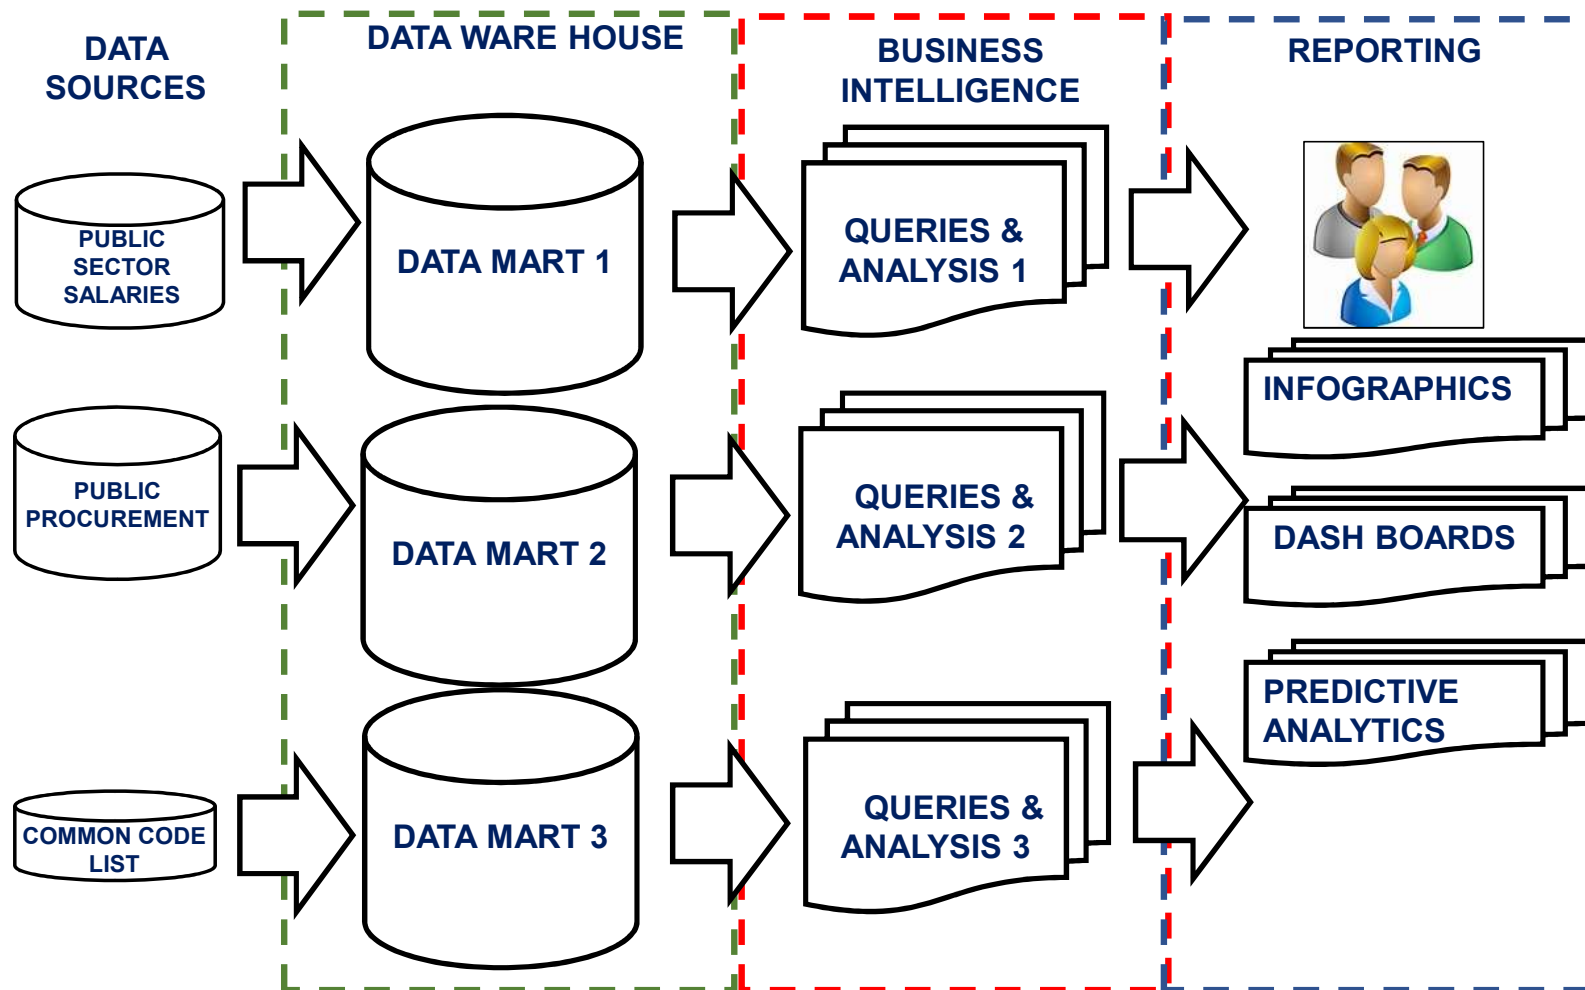 DATA
SOURCES
DATA WARE HOUSE
BUSINESS
INTELLIGENCE
REPORTING
PUBLIC
SECTOR
SALARIES
DATA MART 1
QUERIES &
ANALYSIS 1
INFOGRAPHICS
PUBLIC
PROCUREMENT
DATA MART 2
QUERIES &
ANALYSIS 2
DASH BOARDS
PREDICTIVE
ANALYTICS
COMMON CODE
LIST
DATA MART 3
QUERIES &
ANALYSIS 3